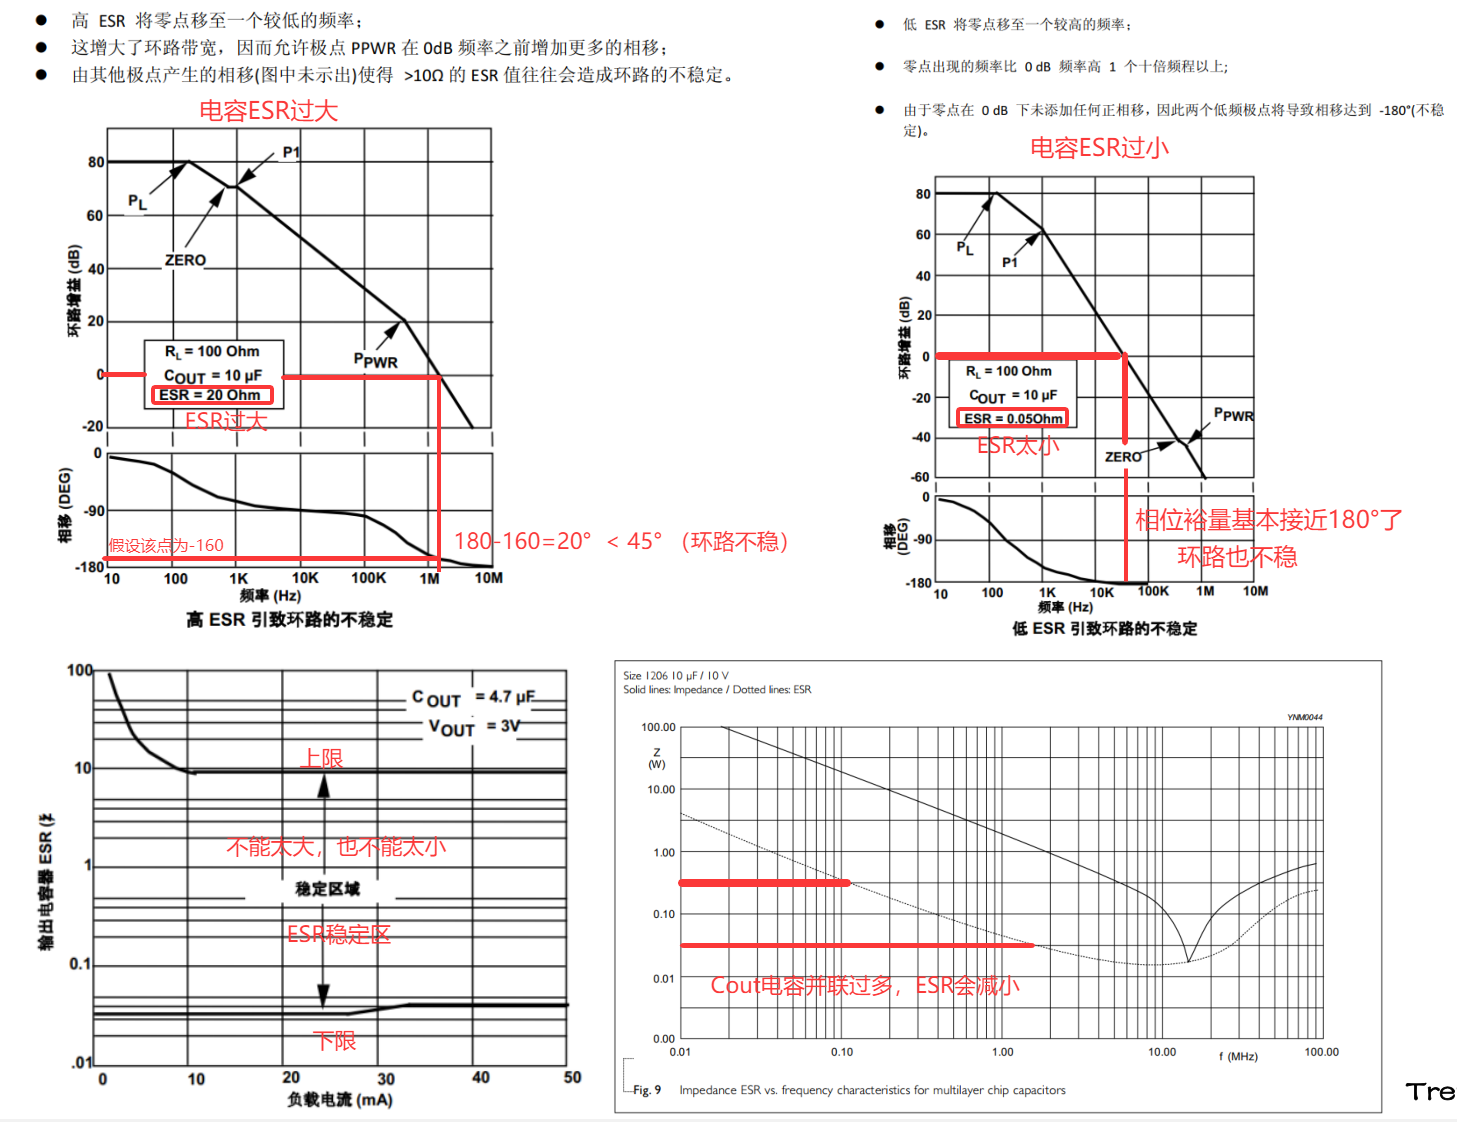 ● 高 ESR 将零点移至一个较低的频率；
● 这增大了环路带宽，因而允许极点 PPWR 在 0dB 频率之前增加更多的相移；
● 由其他极点产生的相移(图中未示出)使得 >10Ω 的 ESR 值往往会造成环路的不稳定。
电容ESR过大
环路增益 (dB)
80
60
40
20
0
-20
PL
P1
ZERO
PPWR
RL = 100 Ohm
COUT = 10 µF
ESR = 20 Ohm
ESR过大
相移 (DEG)
0
-90
-180
假设该点为-160
180-160=20° < 45° （环路不稳）
10 100 1K 10K 100K 1M 10M
频率 (Hz)
高 ESR 引致环路的不稳定
● 低 ESR 将零点移至一个较高的频率；
● 零点出现的频率比 0 dB 频率高 1 个十倍频程以上；
● 由于零点在 0 dB 下未添加任何正相移，因此两个低频极点将导致相移达到 -180°(不稳
定)。
电容ESR过小
环路增益 (dB)
80
60
40
20
0
-20
-40
-60
PL
P1
RL = 100 Ohm
COUT = 10 µF
ESR = 0.05Ohm
ESR太小
ZERO
PPWR
相移 (DEG)
0
-90
-180
相位裕量基本接近180°了
环路也不稳
10 100 1K 10K 100K 1M 10M
频率 (Hz)
低 ESR 引致环路的不稳定
输出电容器 ESR
100
10
1
0.1
.01
COUT = 4.7 µF
VOUT = 3V
上限
不能太大，也不能太小
稳定区域
ESR稳定区
下限
0 10 20 30 40 50
负载电流 (mA)
Size 1206 10 µF / 10 V
Solid lines: Impedance / Dotted lines: ESR
YNM0044
Z
(W)
100.00
10.00
1.00
0.10
0.01
0.00
Cout电容并联过多，ESR会减小
0.01 0.10 1.00 10.00 f (MHz) 100.00
Fig. 9 Impedance ESR vs. frequency characteristics for multilayer chip capacitors
Tre